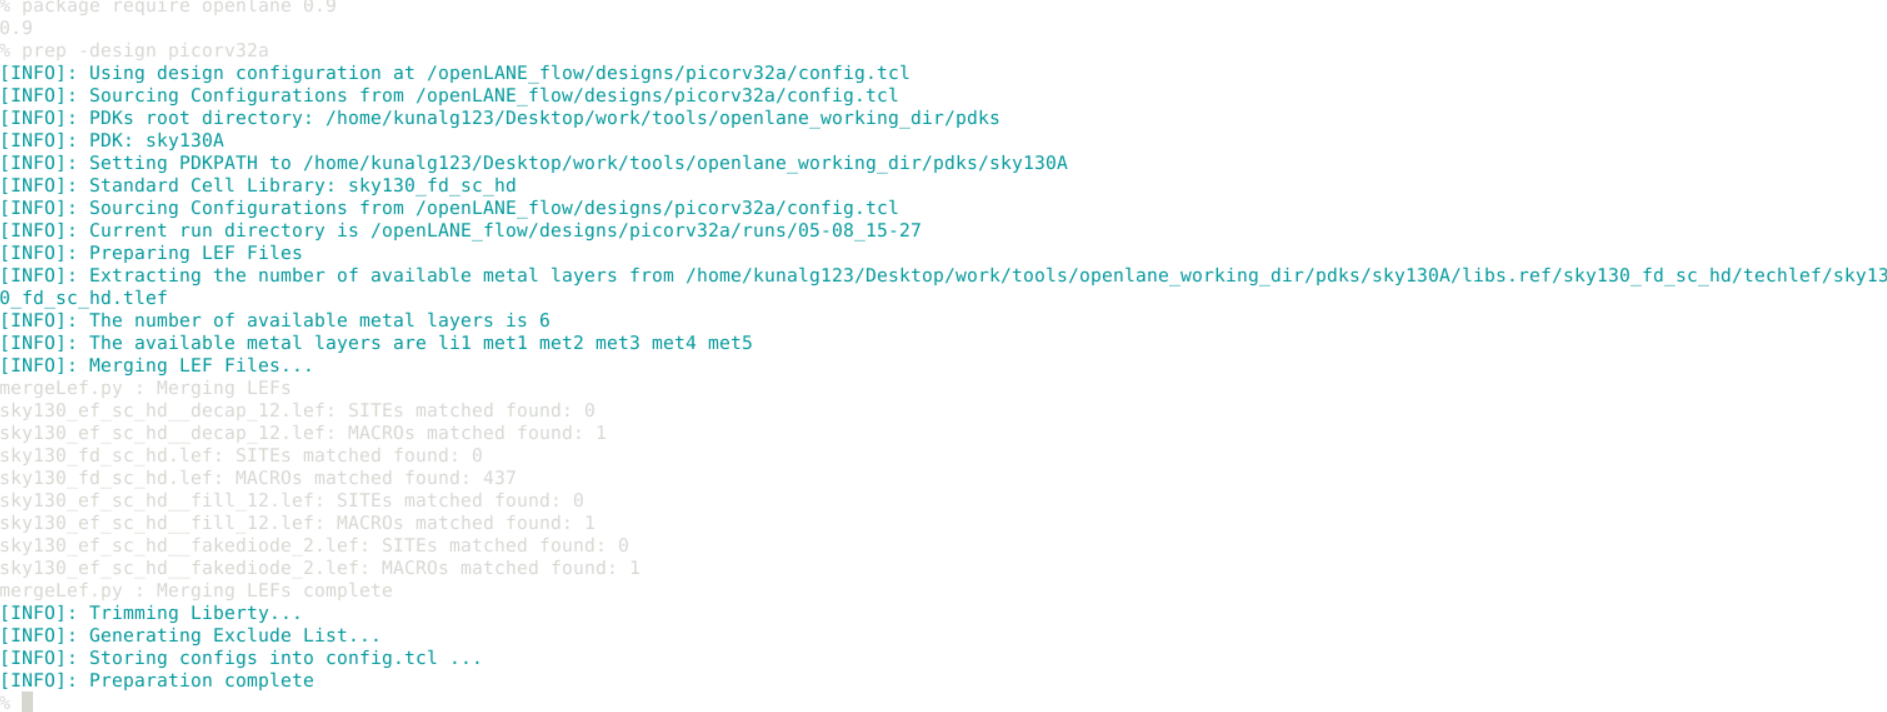 % package require openlane 0.9
0.9
% prep -design picorv32a
[INFO]: Using design configuration at /openLANE_flow/designs/picorv32a/config.tcl
[INFO]: Sourcing Configurations from /openLANE_flow/designs/picorv32a/config.tcl
[INFO]: PDKs root directory: /home/kunalg123/Desktop/work/tools/openlane_working_dir/pdks
[INFO]: PDK: sky130A
[INFO]: Setting PDKPATH to /home/kunalg123/Desktop/work/tools/openlane_working_dir/pdks/sky130A
[INFO]: Standard Cell Library: sky130_fd_sc_hd
[INFO]: Sourcing Configurations from /openLANE_flow/designs/picorv32a/config.tcl
[INFO]: Current run directory is /openLANE_flow/designs/picorv32a/runs/05-08_15-27
[INFO]: Preparing LEF Files
[INFO]: Extracting the number of available metal layers from /home/kunalg123/Desktop/work/tools/openlane_working_dir/pdks/sky130A/libs.ref/sky130_fd_sc_hd/techlef/sky13
0_fd_sc_hd.tlef
[INFO]: The number of available metal layers is 6
[INFO]: The available metal layers are li1 met1 met2 met3 met4 met5
[INFO]: Merging LEF Files...
mergeLef.py : Merging LEFs
sky130_ef_sc_hd__decap_12.lef: SITEs matched found: 0
sky130_ef_sc_hd__decap_12.lef: MACROs matched found: 1
sky130_fd_sc_hd.lef: SITEs matched found: 0
sky130_fd_sc_hd.lef: MACROs matched found: 437
sky130_ef_sc_hd__fill_12.lef: SITEs matched found: 0
sky130_ef_sc_hd__fill_12.lef: MACROs matched found: 1
sky130_ef_sc_hd__fakediode_2.lef: SITEs matched found: 0
sky130_ef_sc_hd__fakediode_2.lef: MACROs matched found: 1
mergeLef.py : Merging LEFs complete
[INFO]: Trimming Liberty...
[INFO]: Generating Exclude List...
[INFO]: Storing configs into config.tcl ...
[INFO]: Preparation complete
%